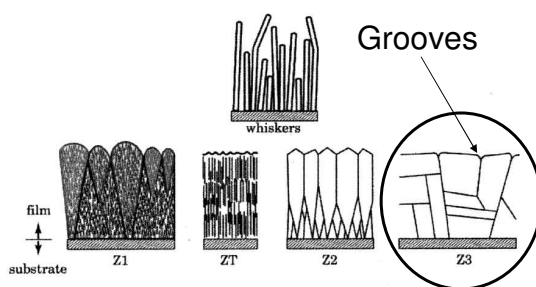 Grooves
whiskers
film
substrate
Z1
ZT
Z2
Z3